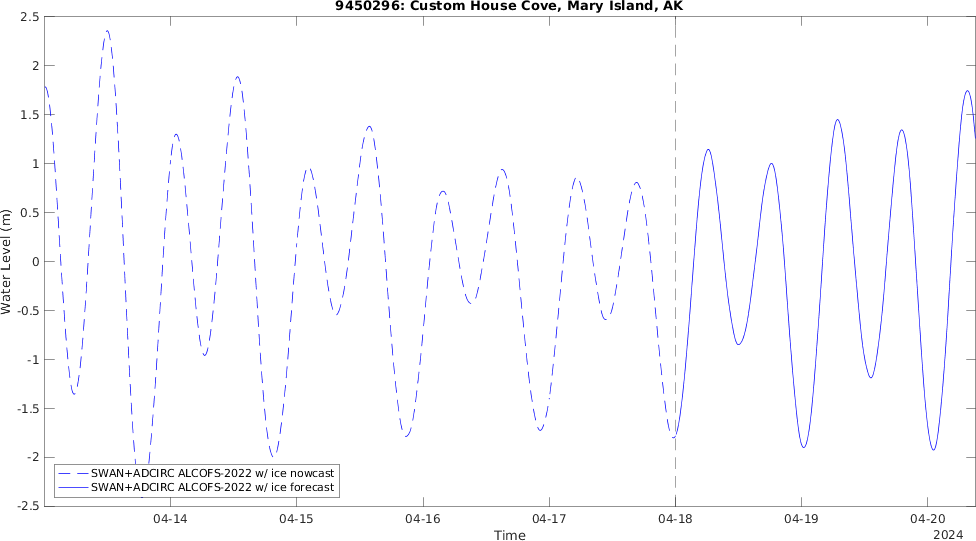 9450296: Custom House Cove, Mary Island, AK
2.5
2
1.5
1
0.5
0
-0.5
-1
-1.5
-2
-2.5
Water Level (m)
SWAN+ADCIRC ALCOFS-2022 w/ ice nowcast
SWAN+ADCIRC ALCOFS-2022 w/ ice forecast
04-14 04-15 04-16 04-17 04-18 04-19 04-20
Time
2024